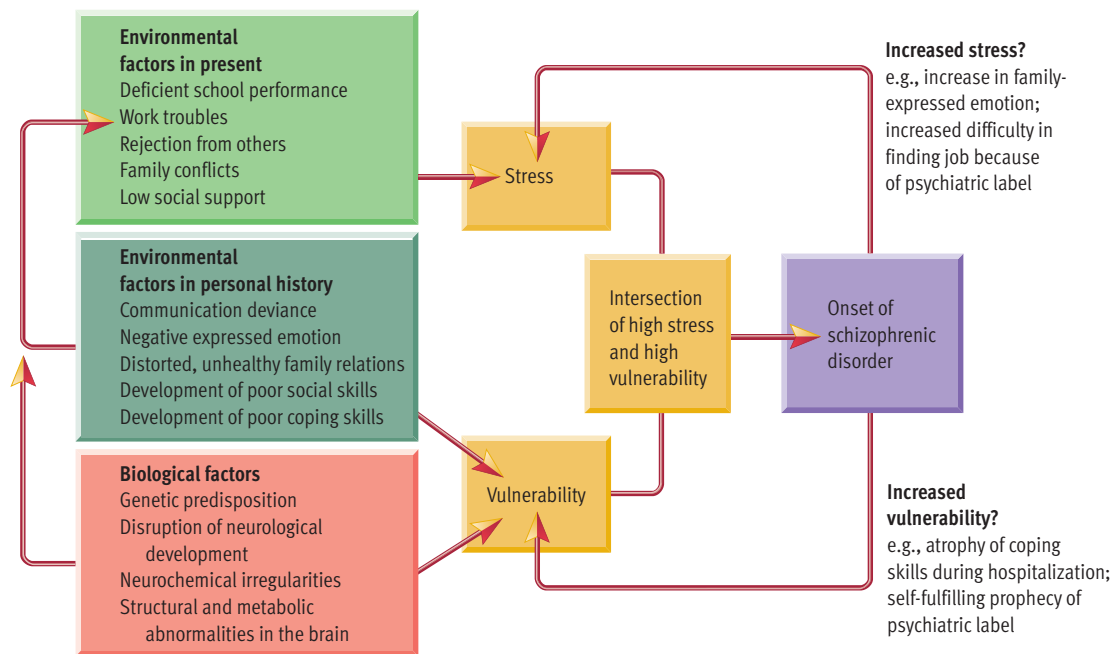 Environmental
factors in present
Deficient school performance
Work troubles
Rejection from others
Family conflicts
Low social support
Environmental
factors in personal history
Communication deviance
Negative expressed emotion
Distorted, unhealthy family relations
Development of poor social skills
Development of poor coping skills
Biological factors
Genetic predisposition
Disruption of neurological
development
Neurochemical irregularities
Structural and metabolic
abnormalities in the brain
Stress
Vulnerability
Intersection
of high stress
and high
vulnerability
Onset of
schizophrenic
disorder
Increased stress?
e.g., increase in family-
expressed emotion;
increased difficulty in
finding job because
of psychiatric label
Increased
vulnerability?
e.g., atrophy of coping
skills during hospitalization;
self-fulfilling prophecy of
psychiatric label